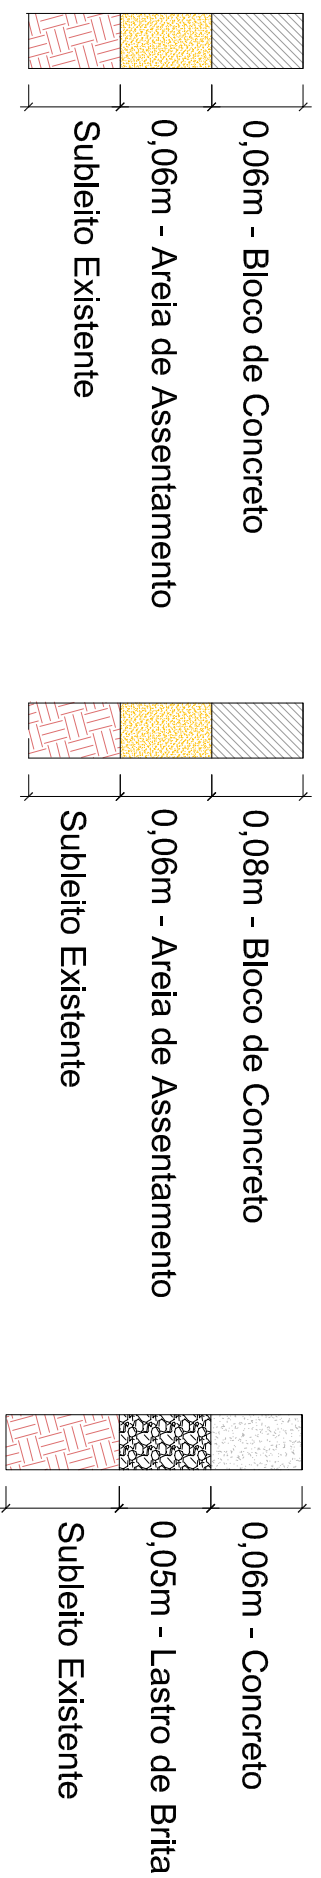 0,06m - Bloco de Concreto
0,06m - Areia de Assentamento
Subleito Existente
0,08m - Bloco de Concreto
0,06m - Areia de Assentamento
Subleito Existente
0,06m - Concreto
0,05m - Lastro de Brita
Subleito Existente